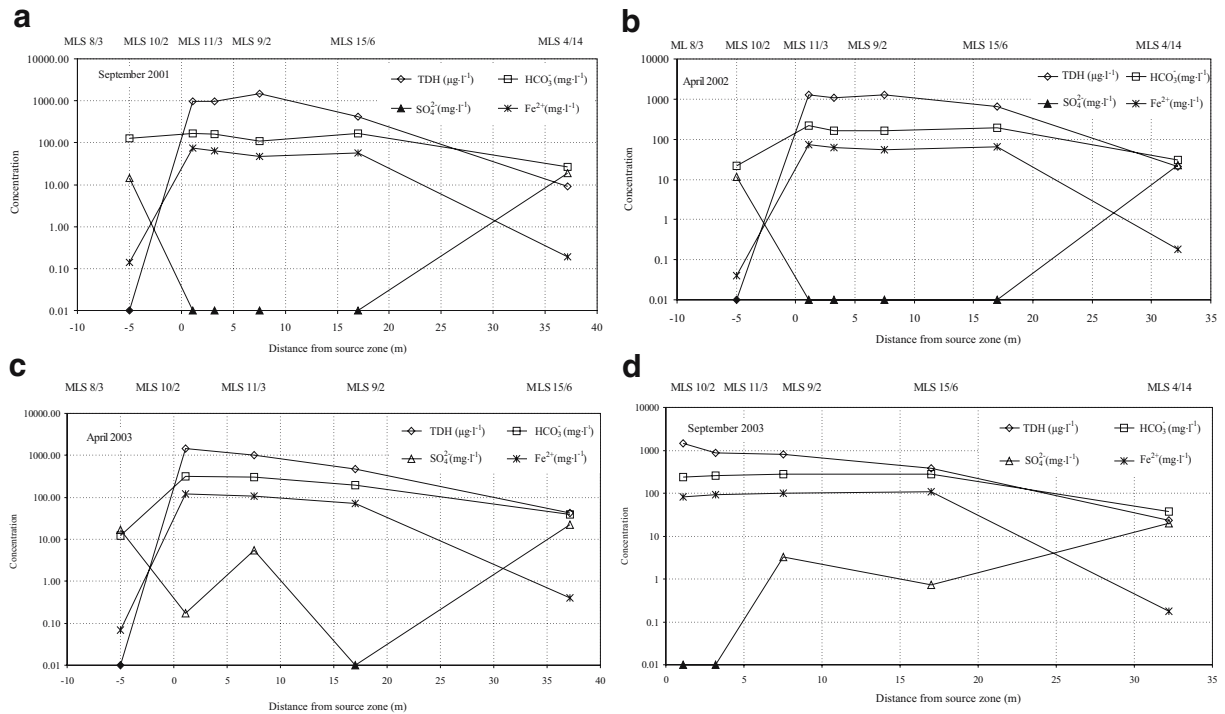 a
MLS 8/3 MLS 10/2 MLS 11/3 MLS 9/2 MLS 15/6 MLS 4/14
September 2001
TDH (µg·l⁻¹) HCO₃⁻(mg·l⁻¹)
SO₄²⁻(mg·l⁻¹) Fe²⁺(mg·l⁻¹)
Concentration
10000.00
1000.00
100.00
10.00
1.00
0.10
0.01
-10 -5 0 5 10 15 20 25 30 35 40
Distance from source zone (m)
b
ML 8/3 MLS 10/2 MLS 11/3 MLS 9/2 MLS 15/6 MLS 4/14
April 2002
TDH (µg·l⁻¹) HCO₃⁻(mg·l⁻¹)
SO₄²⁻(mg·l⁻¹) Fe²⁺(mg·l⁻¹)
Concentration
10000
1000
100
10
1
0.1
0.01
-10 -5 0 5 10 15 20 25 30 35
Distance from source zone (m)
c
MLS 8/3 MLS 10/2 MLS 11/3 MLS 9/2 MLS 15/6
April 2003
TDH (µg·l⁻¹) HCO₃⁻(mg·l⁻¹)
SO₄²⁻(mg·l⁻¹) Fe²⁺(mg·l⁻¹)
Concentration
10000.00
1000.00
100.00
10.00
1.00
0.10
0.01
-10 -5 0 5 10 15 20 25 30 35 40
Distance from source zone (m)
d
MLS 10/2 MLS 11/3 MLS 9/2 MLS 15/6 MLS 4/14
September 2003
TDH (µg·l⁻¹) HCO₃⁻(mg·l⁻¹)
SO₄²⁻(mg·l⁻¹) Fe²⁺(mg·l⁻¹)
Concentration
10000
1000
100
10
1
0.1
0.01
0 5 10 15 20 25 30 35
Distance from source zone (m)